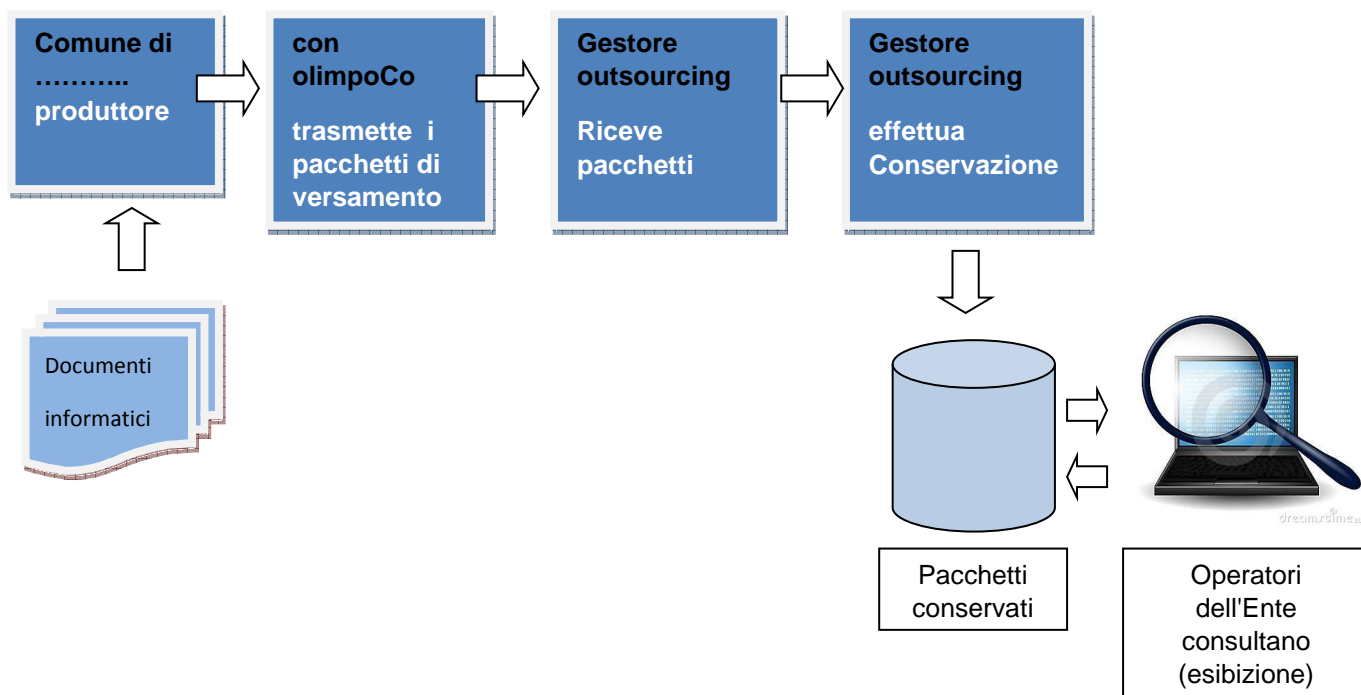 Comune di
………..
produttore
con
olimpoCo
trasmette i
pacchetti di
versamento
Gestore
outsourcing
Riceve
pacchetti
Gestore
outsourcing
effettua
Conservazione
Documenti
informatici
dreamstime
Pacchetti
conservati
Operatori
dell'Ente
consultano
(esibizione)